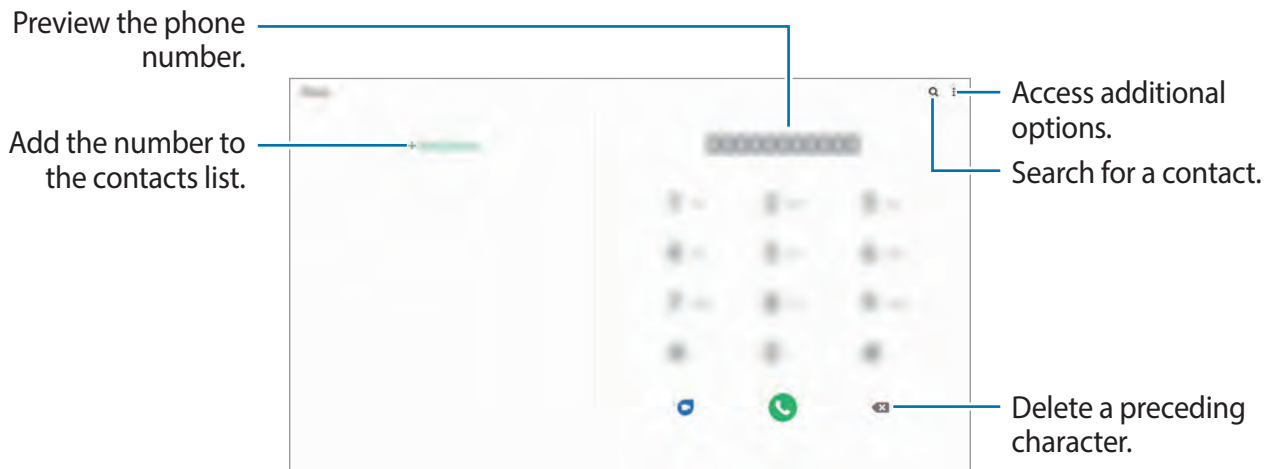 Preview the phone
number.
Add the number to
the contacts list.
Access additional
options.
Search for a contact.
Delete a preceding
character.